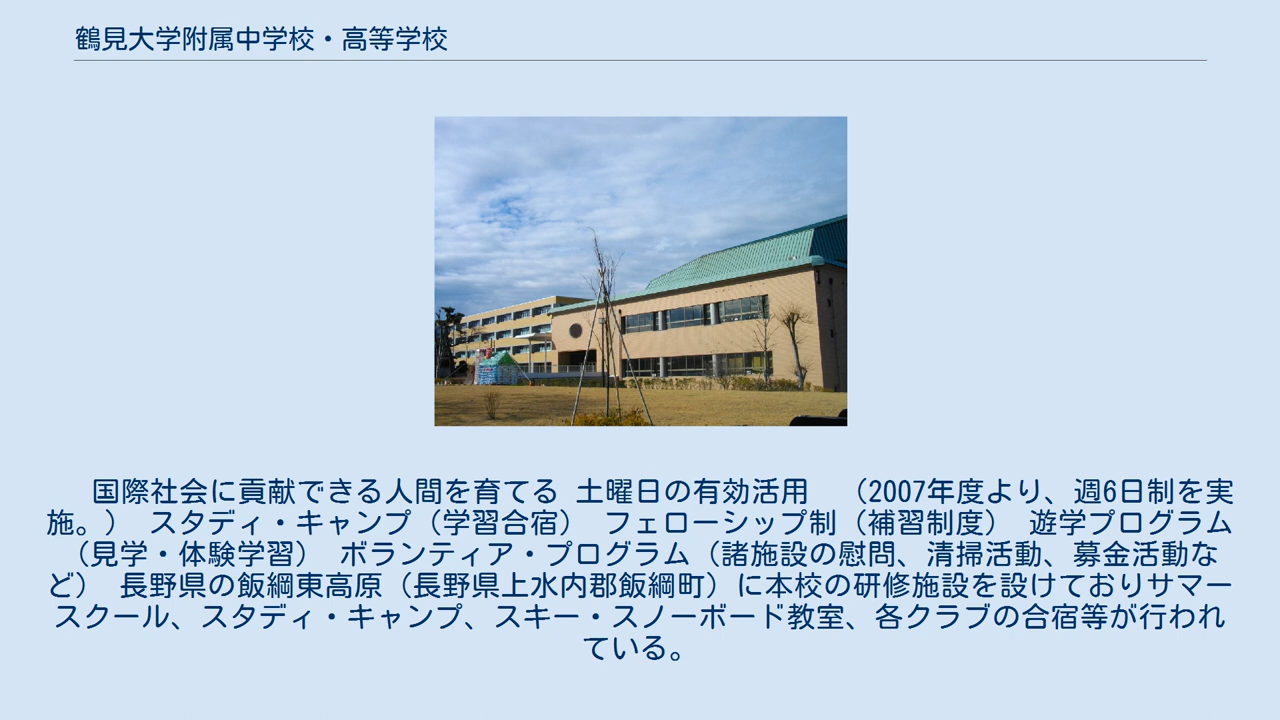 鶴見大学附属中学校・高等学校
国際社会に貢献できる人間を育てる 土曜日の有効活用 （2007年度より、週6日制を実
施。） スタディ・キャンプ（学習合宿） フェローシップ制（補習制度） 遊学プログラム
（見学・体験学習） ボランティア・プログラム（諸施設の慰問、清掃活動、募金活動な
ど） 長野県の飯綱東高原（長野県上水内郡飯綱町）に本校の研修施設を設けておりサマー
スクール、スタディ・キャンプ、スキー・スノーボード教室、各クラブの合宿等が行われ
ている。